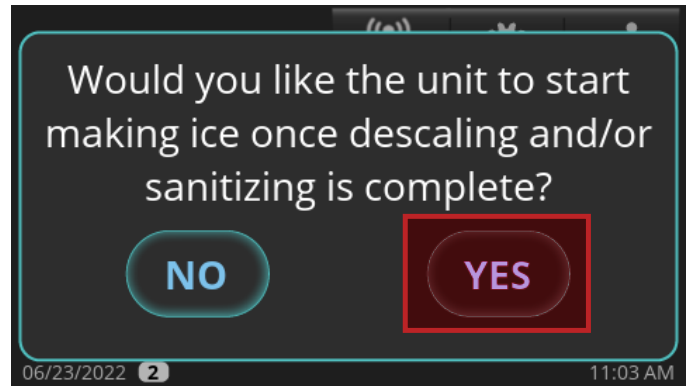 Would you like the unit to start
making ice once descaling and/or
sanitizing is complete?
NO YES
06/23/2022 2 11:03 AM